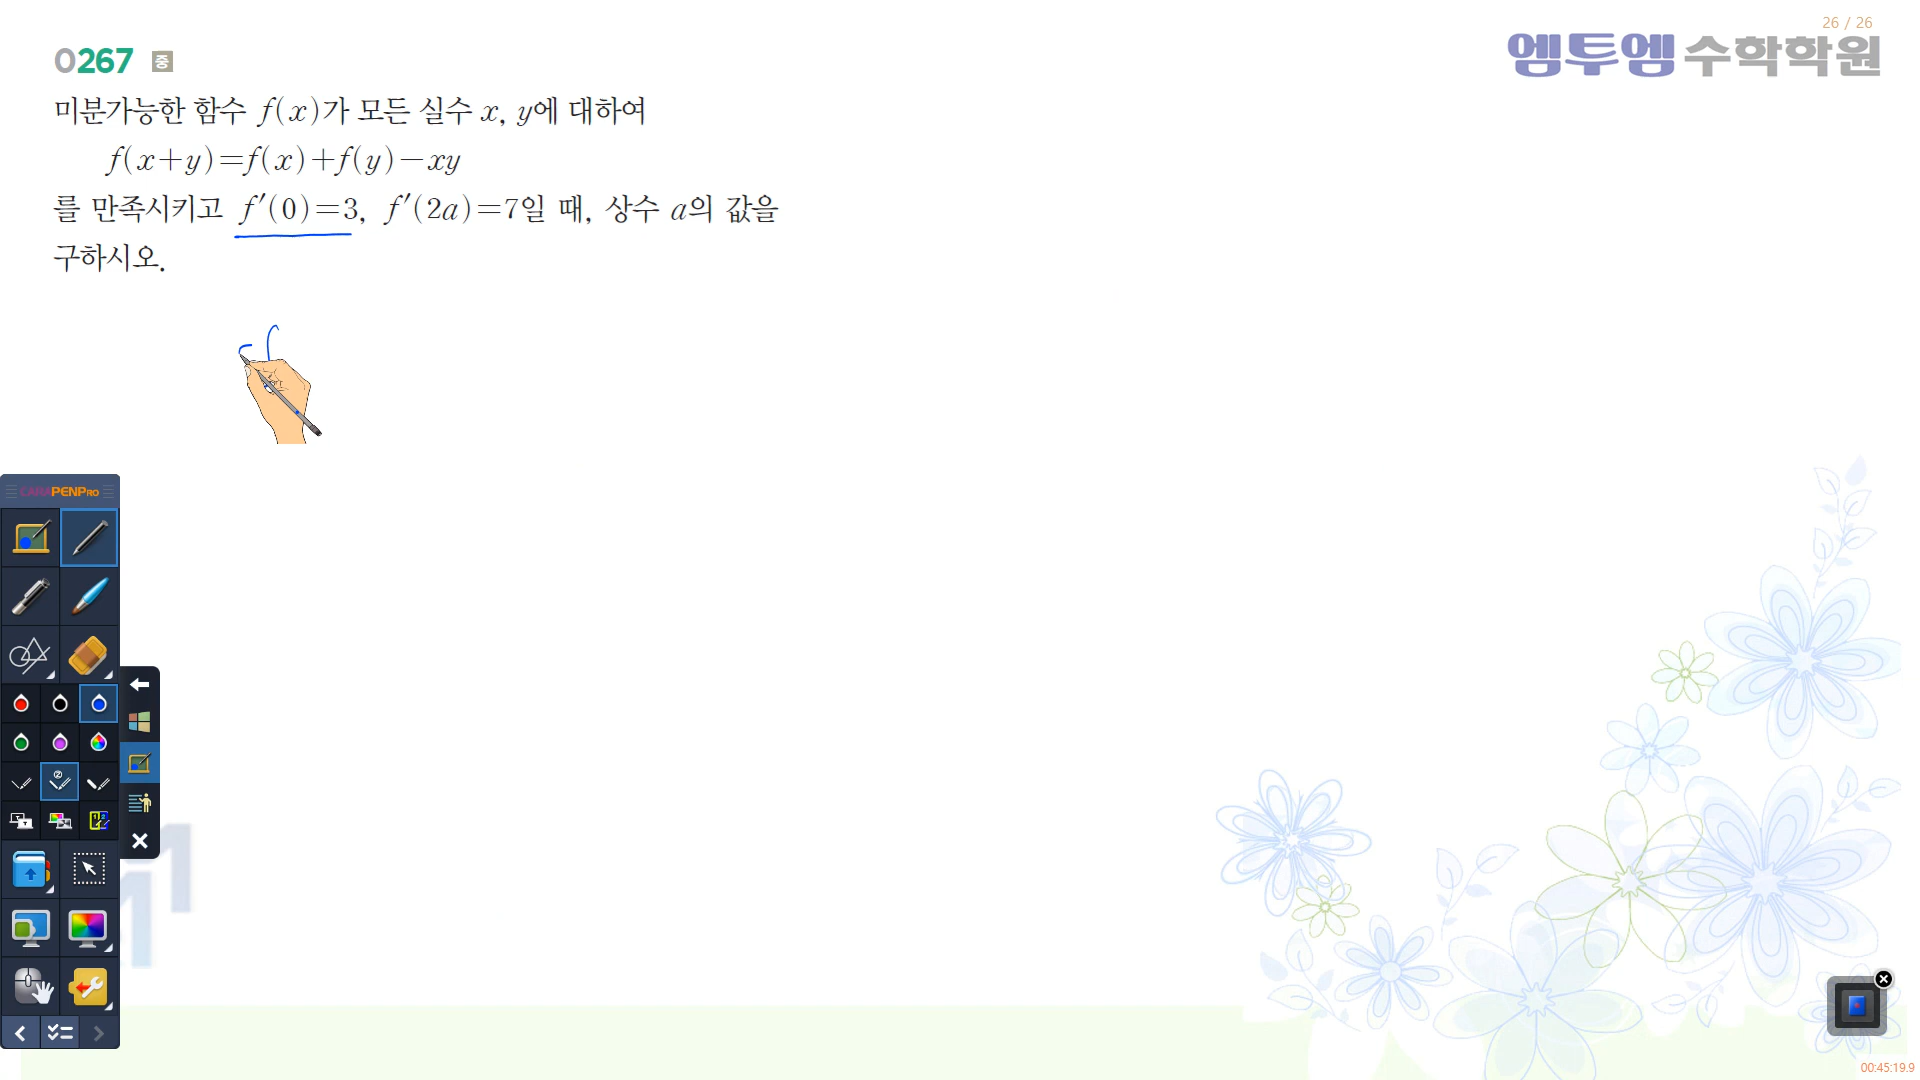 26 / 26
엠투엠 수학학원
0267 중
미분가능한 함수 f(x)가 모든 실수 x, y에 대하여
f(x+y)=f(x)+f(y)-xy
를 만족시키고 f′(0)=3, f′(2a)=7일 때, 상수 a의 값을
구하시오.
CARAPENPRO
00:45:19.9